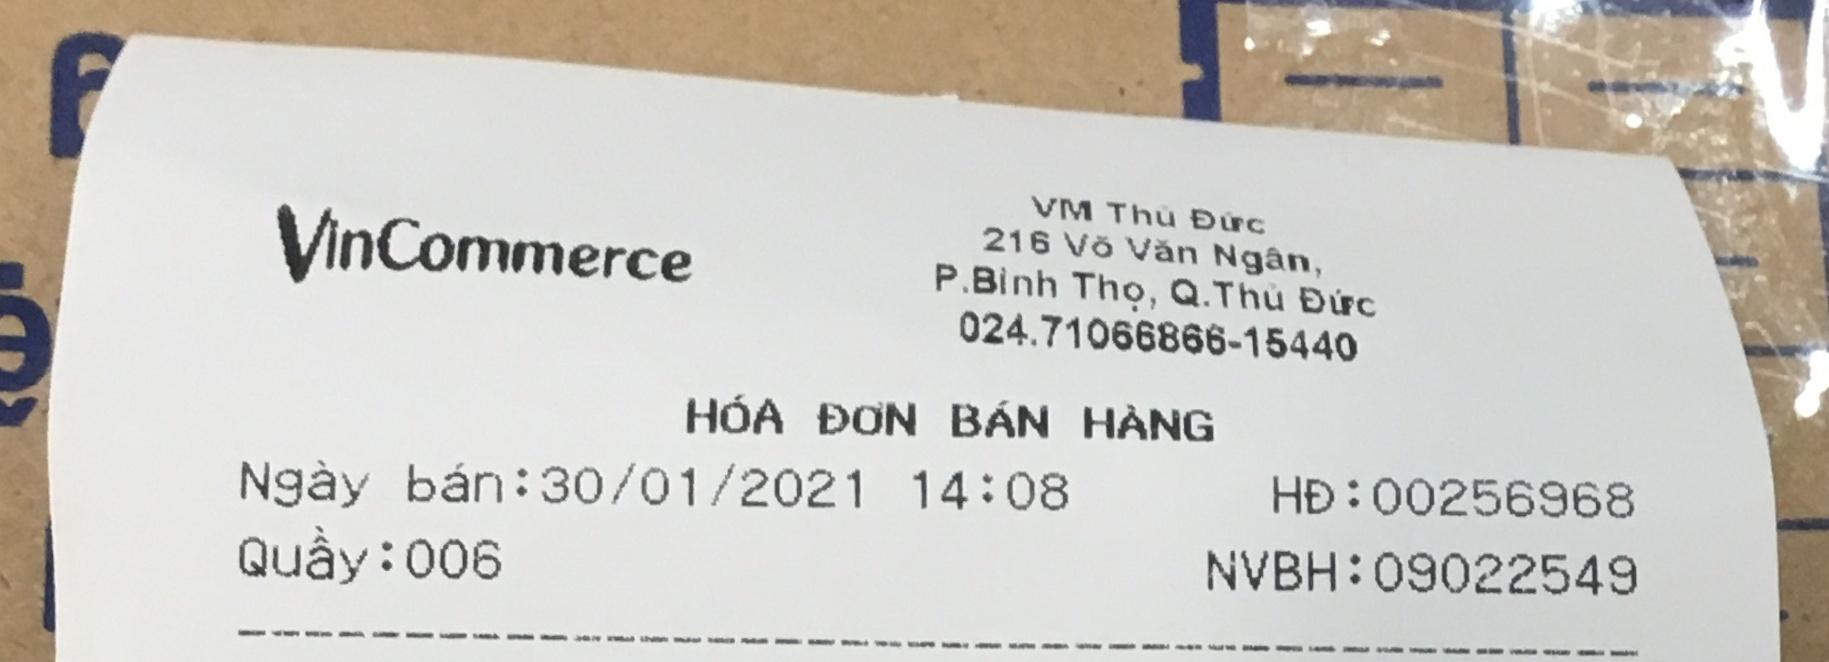 VinCommerce
VM Thủ Đức
216 Võ Văn Ngân,
P.Bình Thọ, Q.Thủ Đức
024.71066866-15440
HÓA ĐƠN BÁN HÀNG
Ngày bán:30/01/2021 14:08 HĐ:00256968
Quầy:006 NVBH:09022549